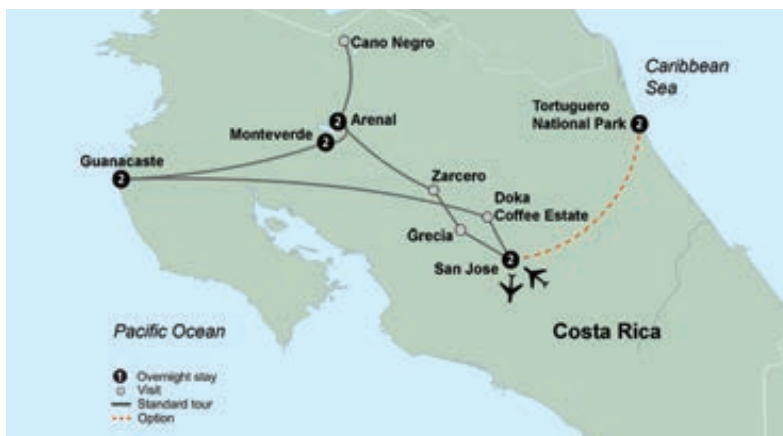 Cano Negro
Caribbean
Sea
Tortuguero
National Park
2
2
Arenal
Monteverde
2
Guanacaste
2
Zarcero
Doka
Coffee Estate
Grecia
San Jose
2
Pacific Ocean
Costa Rica
1 Overnight stay
Visit
Standard tour
Option